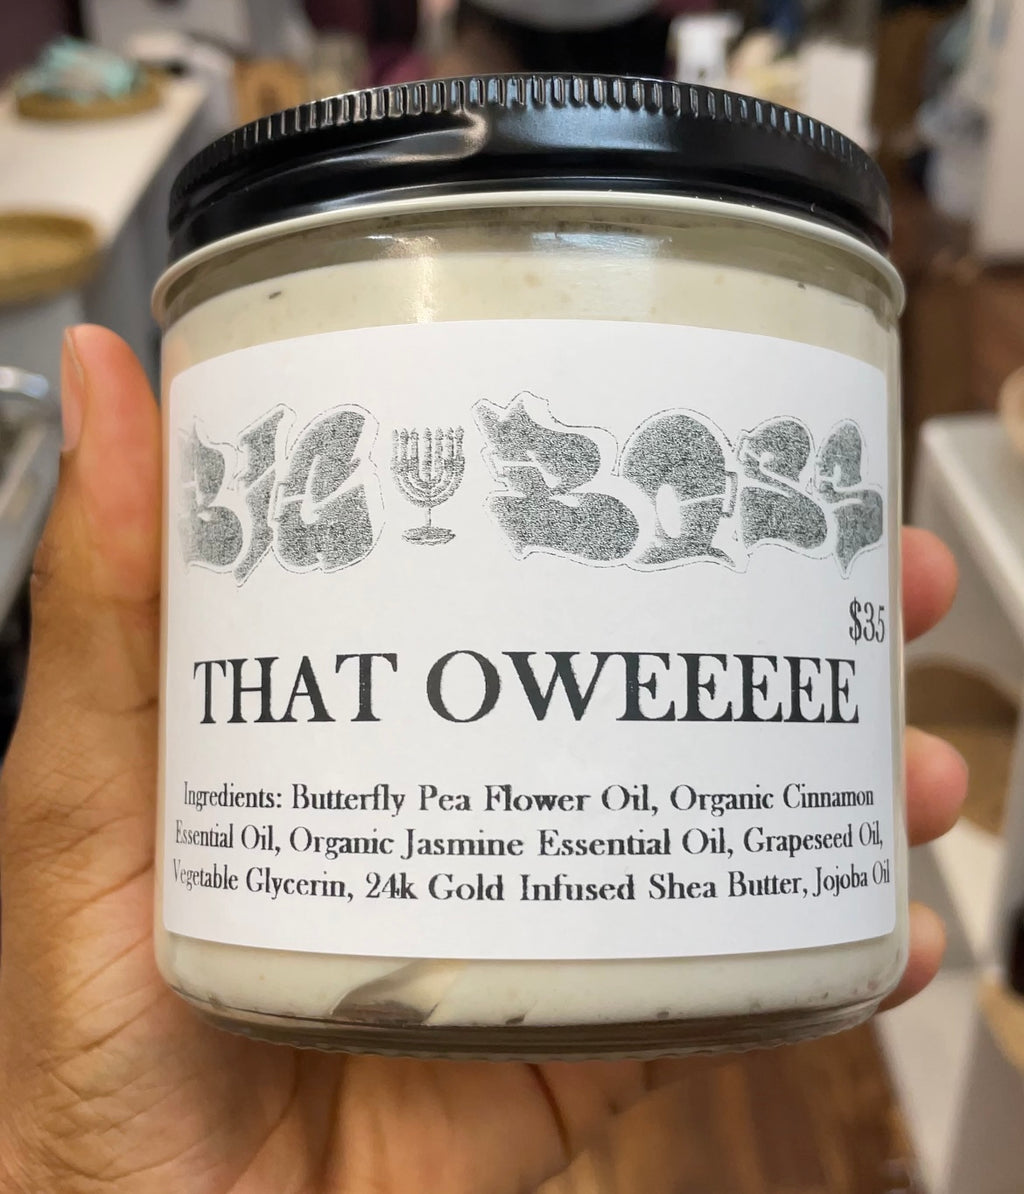 BIG BOSS
$35
THAT OWEEEEE
Ingredients: Butterfly Pea Flower Oil, Organic Cinnamon
Essential Oil, Organic Jasmine Essential Oil, Grapeseed Oil,
Vegetable Glycerin, 24k Gold Infused Shea Butter, Jojoba Oil